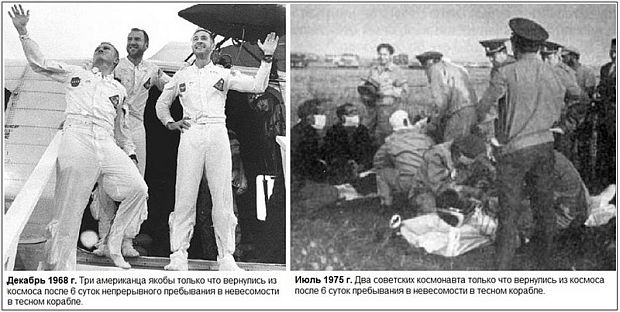 NASA
Декабрь 1968 г. Три американца якобы только что вернулись из
космоса после 6 суток непрерывного пребывания в невесомости
в тесном корабле.
Июль 1975 г. Два советских космонавта только что вернулись из космоса
после 6 суток пребывания в невесомости в тесном корабле.